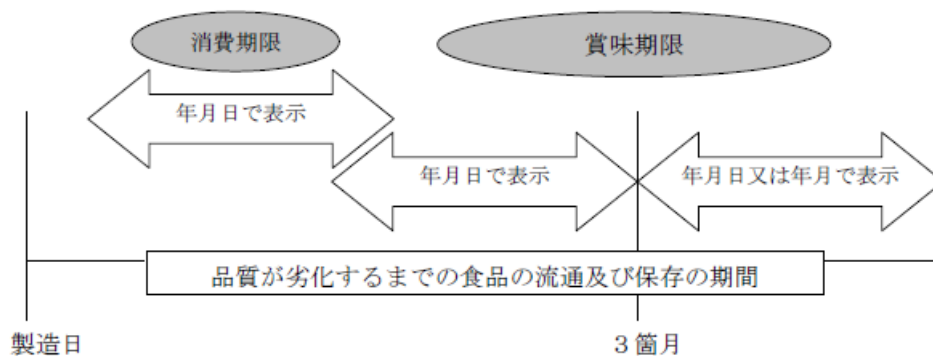 消費期限
賞味期限
年月日で表示
年月日で表示
年月日又は年月で表示
品質が劣化するまでの食品の流通及び保存の期間
製造日
３箇月